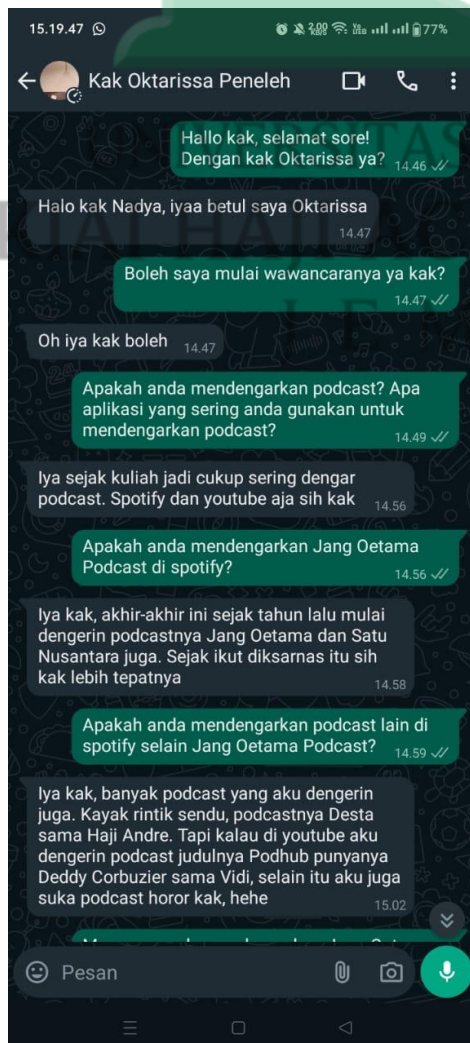 15.19.47
2,00 KB/S
77%
Kak Oktarissa Peneleh
UNIVERSITAS
KIAI HAJI
Hallo kak, selamat sore!
Dengan kak Oktarissa ya? 14.46
Halo kak Nadya, iyaa betul saya Oktarissa
14.47
Boleh saya mulai wawancaranya ya kak?
14.47
Oh iya kak boleh 14.47
Apakah anda mendengarkan podcast? Apa
aplikasi yang sering anda gunakan untuk
mendengarkan podcast?
14.49
Iya sejak kuliah jadi cukup sering dengar
podcast. Spotify dan youtube aja sih kak 14.56
Apakah anda mendengarkan Jang Oetama
Podcast di spotify?
14.56
Iya kak, akhir-akhir ini sejak tahun lalu mulai
dengerin podcastnya Jang Oetama dan Satu
Nusantara juga. Sejak ikut diksarnas itu sih
kak lebih tepatnya
14.58
Apakah anda mendengarkan podcast lain di
spotify selain Jang Oetama Podcast? 14.59
Iya kak, banyak podcast yang aku dengerin
juga. Kayak rintik sendu, podcastnya Desta
sama Haji Andre. Tapi kalau di youtube aku
dengerin podcast judulnya Podhub punyanya
Deddy Corbuzier sama Vidi, selain itu aku juga
suka podcast horor kak, hehe
15.02
Pesan